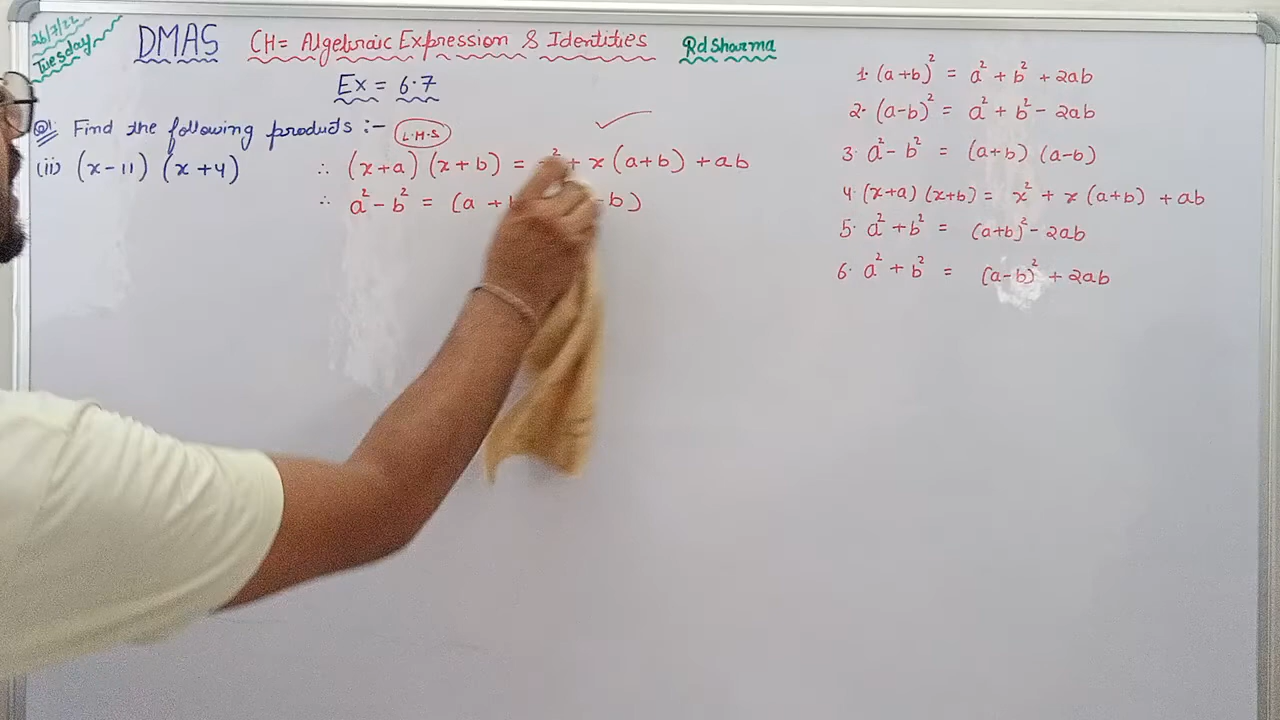 26/7/22
Tuesday
DMAS CH= Algebraic Expression & Identities Rd Sharma
Ex = 6.7
Q1. Find the following products :- L.H.S
(ii) (x-11) (x+4) ∴ (x+a) (x+b) = ² + x (a+b) + ab
∴ a² - b² = (a + - b)
1. (a+b)² = a² + b² + 2ab
2. (a-b)² = a² + b² - 2ab
3. a² - b² = (a+b) (a-b)
4. (x+a) (x+b) = x² + x (a+b) + ab
5. a² + b² = (a+b)² - 2ab
6. a² + b² = (a-b)² + 2ab